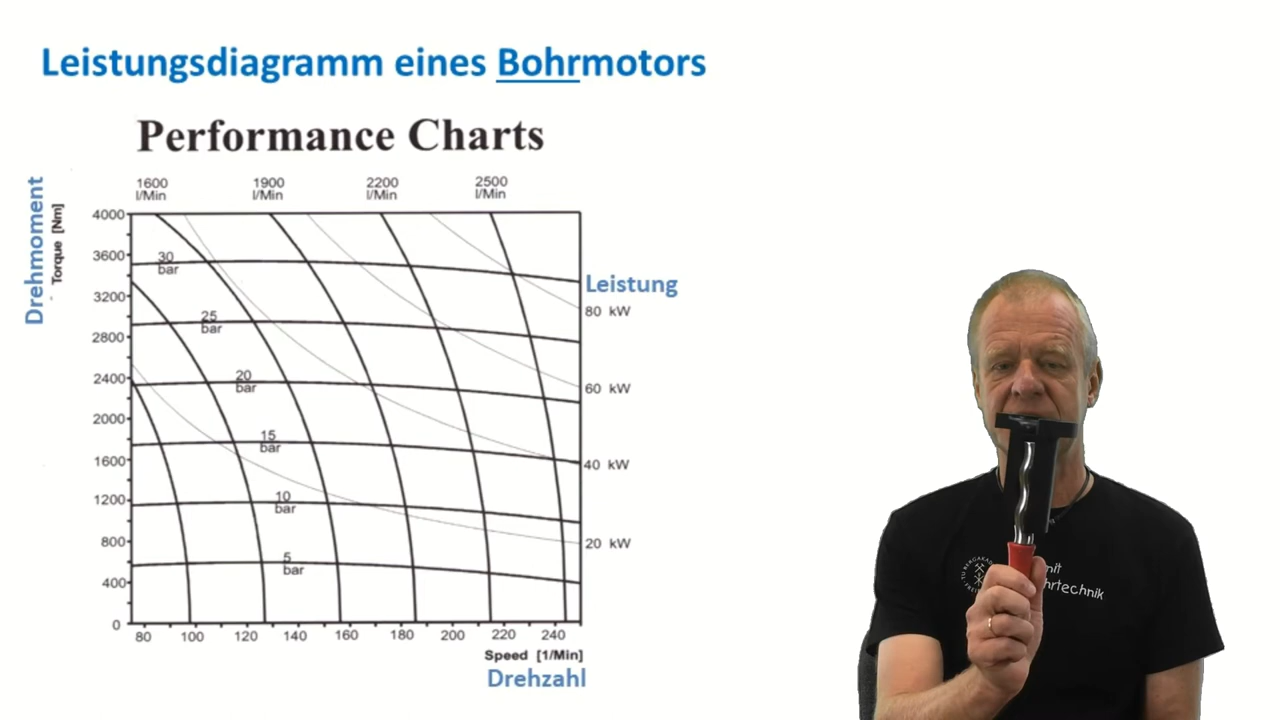 Leistungsdiagramm eines Bohrmotors
Performance Charts
1600 l/Min
1900 l/Min
2200 l/Min
2500 l/Min
Drehmoment
Torque [Nm]
4000
3600
3200
2800
2400
2000
1600
1200
800
400
0
30 bar
25 bar
20 bar
15 bar
10 bar
5 bar
Leistung
80 kW
60 kW
40 kW
20 kW
80 100 120 140 160 180 200 220 240
Speed [1/Min]
Drehzahl
mit